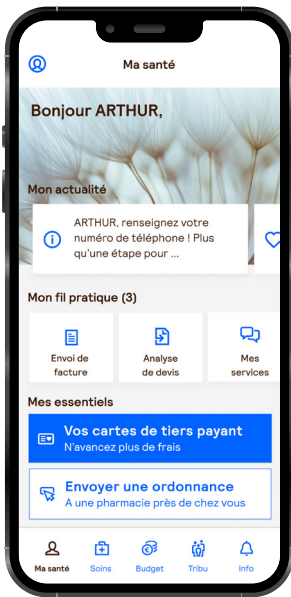 Ma santé
Bonjour ARTHUR,
Mon actualité
ARTHUR, renseignez votre
numéro de téléphone ! Plus
qu'une étape pour ...
Mon fil pratique (3)
Envoi de
facture
Analyse
de devis
Mes
services
Mes essentiels
Vos cartes de tiers payant
N'avancez plus de frais
Envoyer une ordonnance
A une pharmacie près de chez vous
Ma santé
Soins
Budget
Tribu
Info